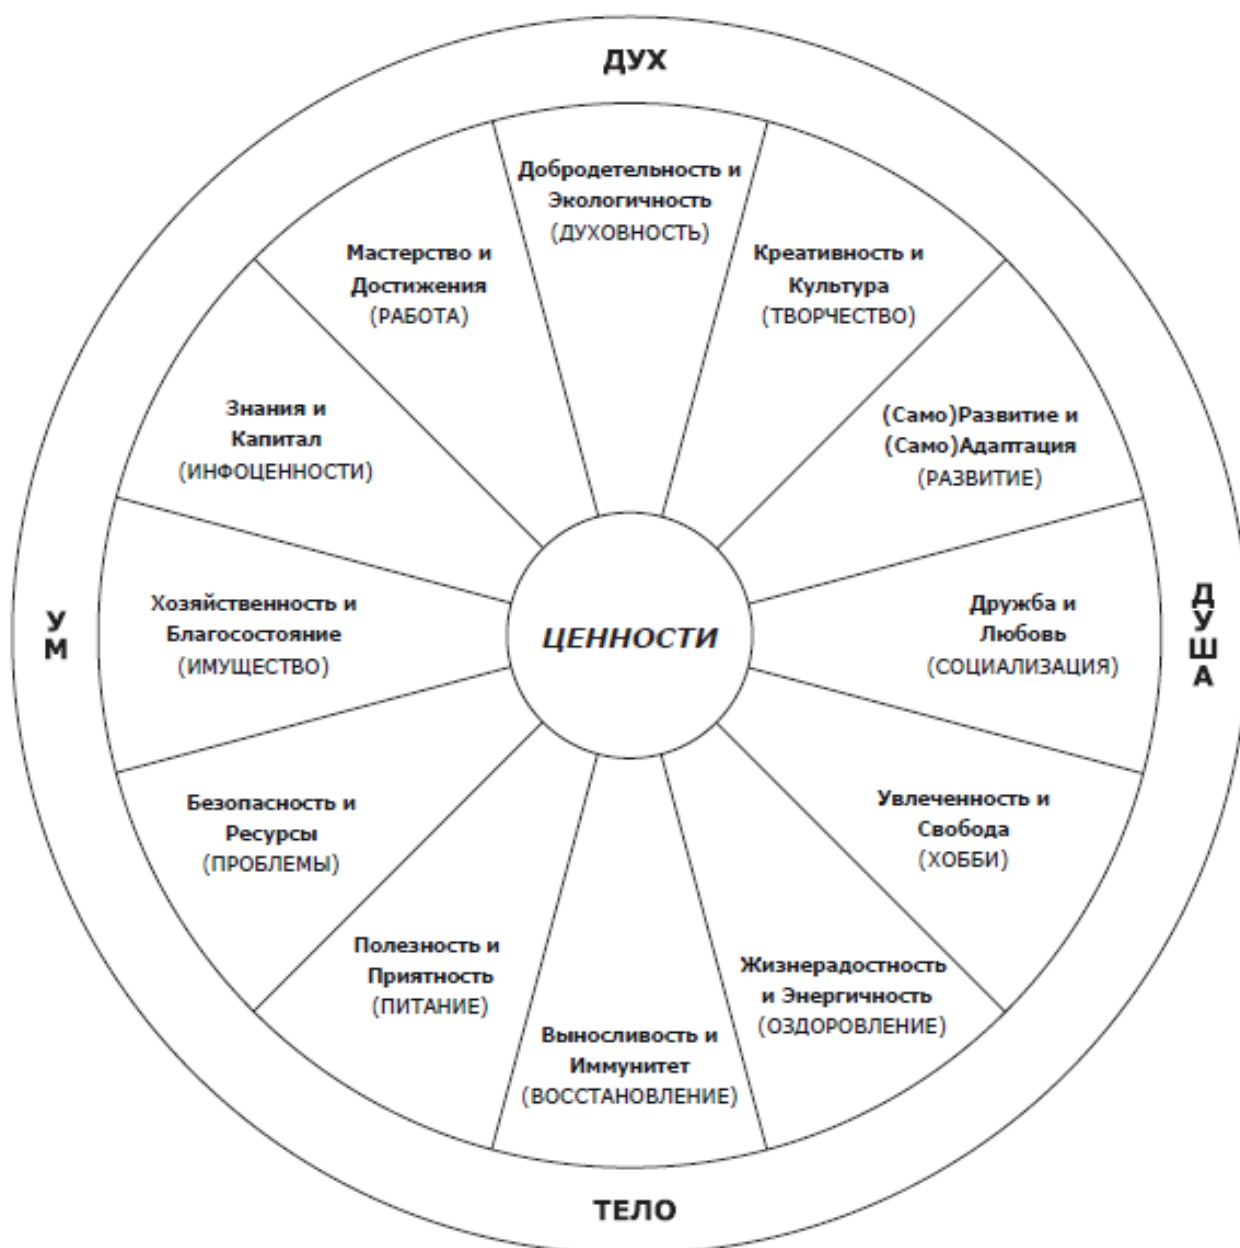 ДУХ
Добродетельность и
Экологичность
(ДУХОВНОСТЬ)
Креативность и
Культура
(ТВОРЧЕСТВО)
(Само)Развитие и
(Само)Адаптация
(РАЗВИТИЕ)
Дружба и
Любовь
(СОЦИАЛИЗАЦИЯ)
Увлеченность и
Свобода
(ХОББИ)
Жизнерадостность
и Энергичность
(ОЗДОРОВЛЕНИЕ)
Выносливость и
Иммунитет
(ВОССТАНОВЛЕНИЕ)
Полезность и
Приятность
(ПИТАНИЕ)
Безопасность и
Ресурсы
(ПРОБЛЕМЫ)
Хозяйственность и
Благосостояние
(ИМУЩЕСТВО)
Знания и
Капитал
(ИНФОЦЕННОСТИ)
Мастерство и
Достижения
(РАБОТА)
ЦЕННОСТИ
ДУША
ТЕЛО
УМ